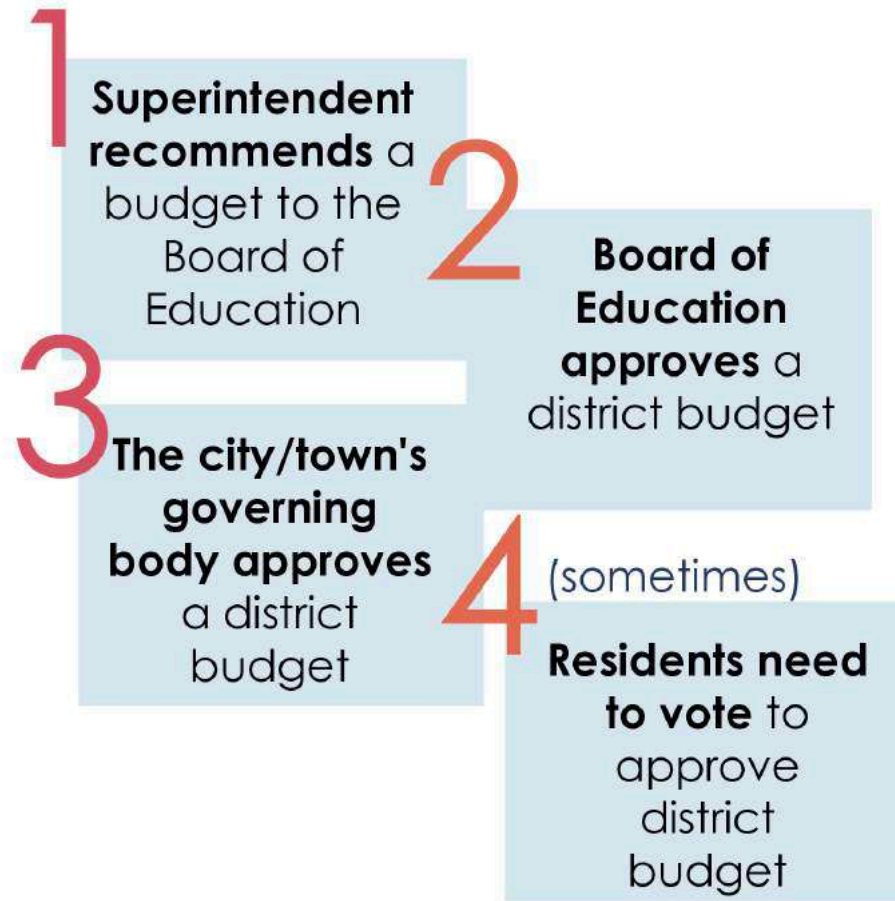 1
Superintendent
recommends a
budget to the
Board of
Education
2
Board of
Education
approves a
district budget
3
The city/town's
governing
body approves
a district
budget
4
(sometimes)
Residents need
to vote to
approve
district
budget